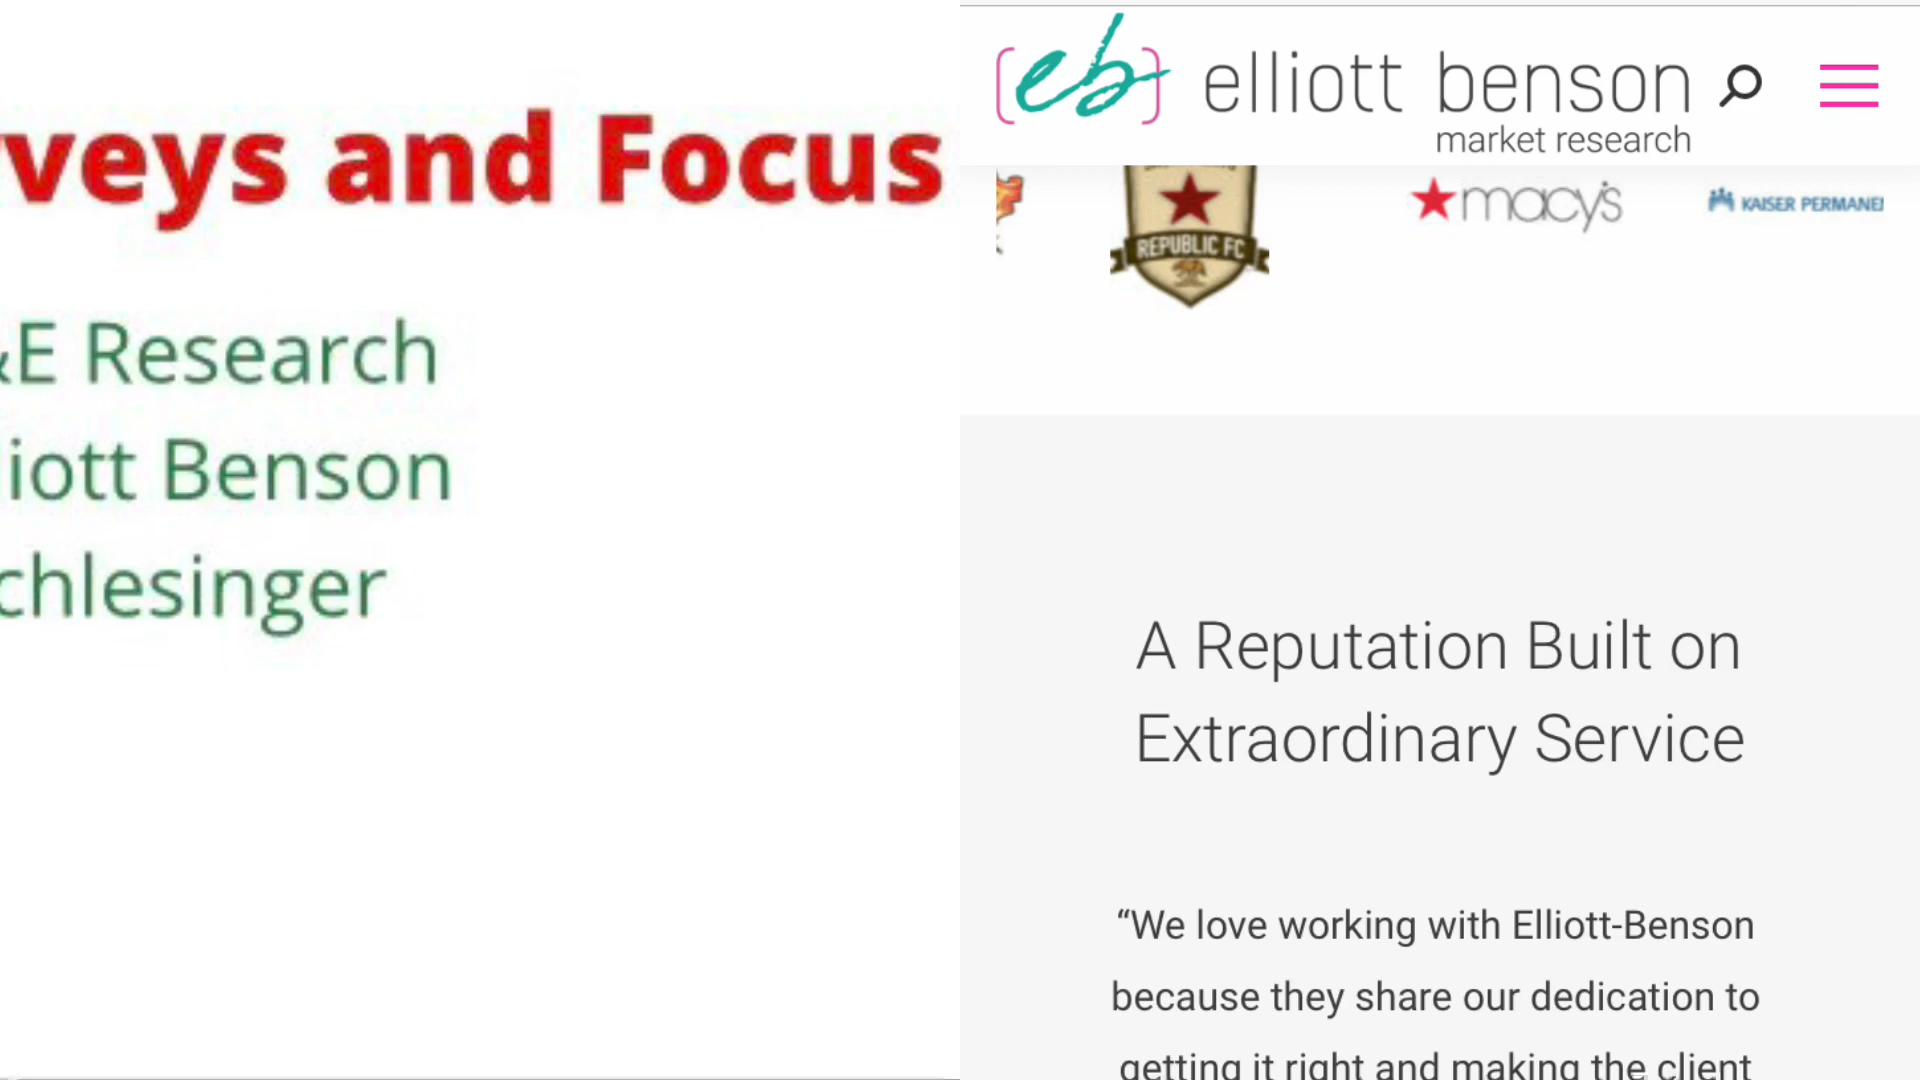 veys and Focus
&E Research
liott Benson
chlesinger
eb elliott benson
market research
REPUBLIC FC
macy's
KAISER PERMANE
A Reputation Built on
Extraordinary Service
“We love working with Elliott-Benson
because they share our dedication to
getting it right and making the client